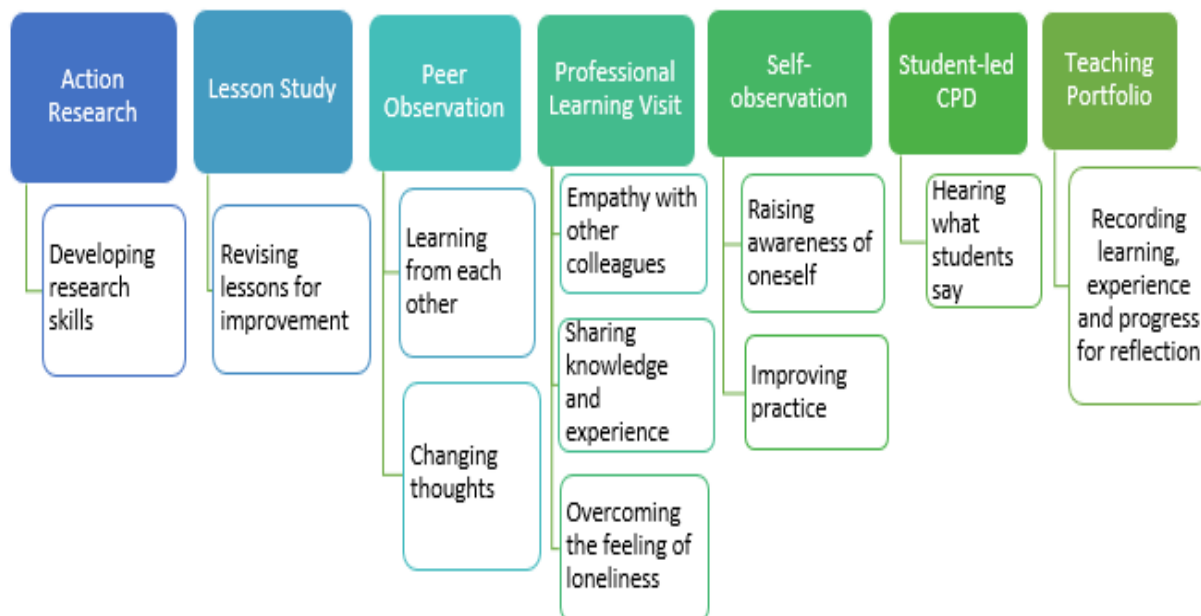 Action
Research
Developing
research
skills
Lesson Study
Revising
lessons for
improvement
Peer
Observation
Learning
from each
other
Changing
thoughts
Professional
Learning Visit
Empathy with
other
colleagues
Sharing
knowledge
and
experience
Overcoming
the feeling of
loneliness
Self-
observation
Raising
awareness of
oneself
Improving
practice
Student-led
CPD
Hearing
what
students
say
Teaching
Portfolio
Recording
learning,
experience
and progress
for reflection